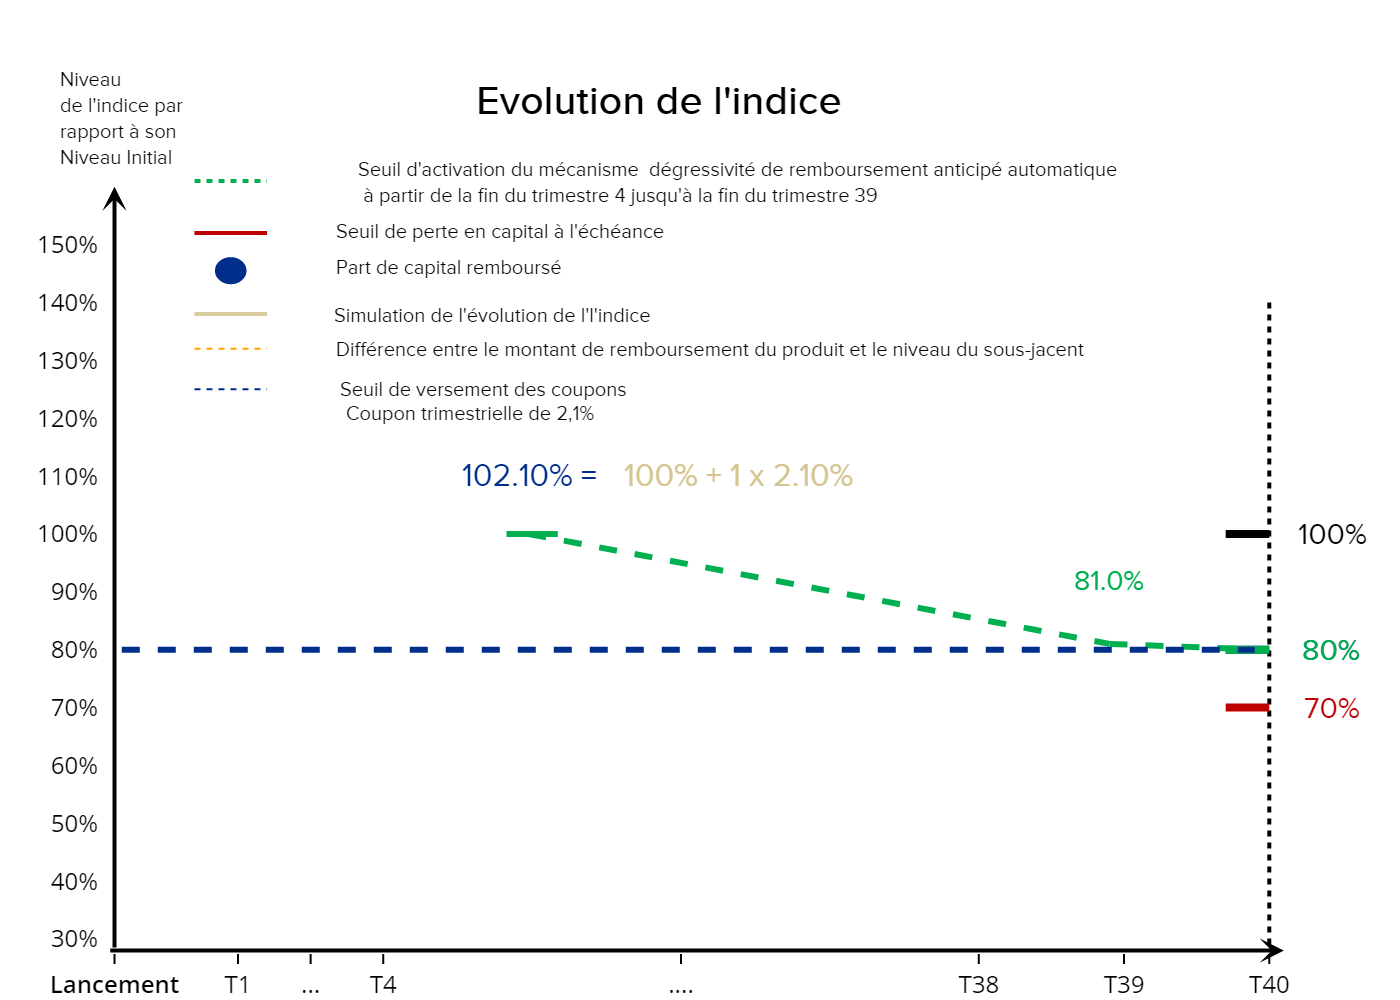 Niveau
de l'indice par
rapport à son
Niveau Initial
Evolution de l'indice
Seuil d'activation du mécanisme  dégressivité de remboursement anticipé automatique
à partir de la fin du trimestre 4 jusqu'à la fin du trimestre 39
Seuil de perte en capital à l'échéance
Part de capital remboursé
Simulation de l'évolution de l'l'indice
Différence entre le montant de remboursement du produit et le niveau du sous-jacent
Seuil de versement des coupons
Coupon trimestrielle de 2,1%
150%
140%
130%
120%
110%
102.10% = 100% + 1 x 2.10%
100%
100%
90%
81.0%
80%
80%
70%
70%
60%
50%
40%
30%
Lancement T1 ... T4 .... T38 T39 T40